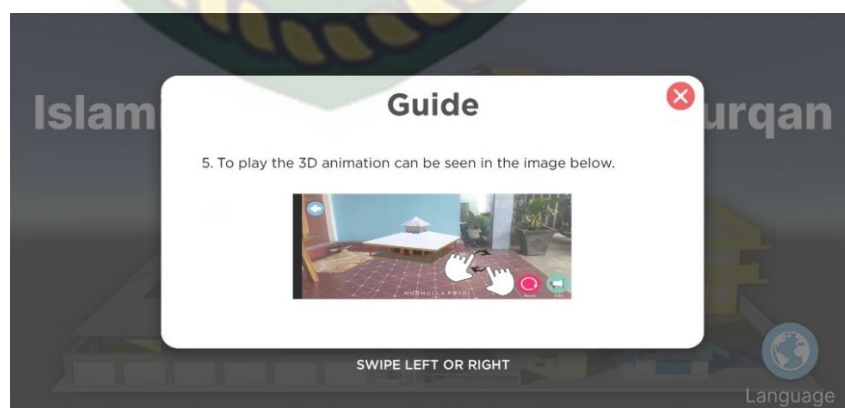 Islam
urqan
Guide
5. To play the 3D animation can be seen in the image below.
SWIPE LEFT OR RIGHT
Language